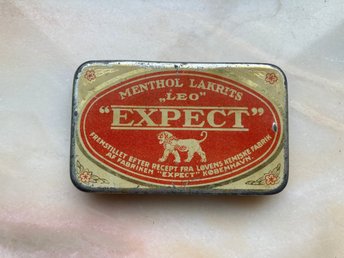 MENTHOL LAKRITS
„LEO"
"EXPECT"
FREMSTILLET EFTER RECEPT FRA LØVENS KEMISKE FABRIK
AF FABRIKEN "EXPECT" KØBENHAVN.